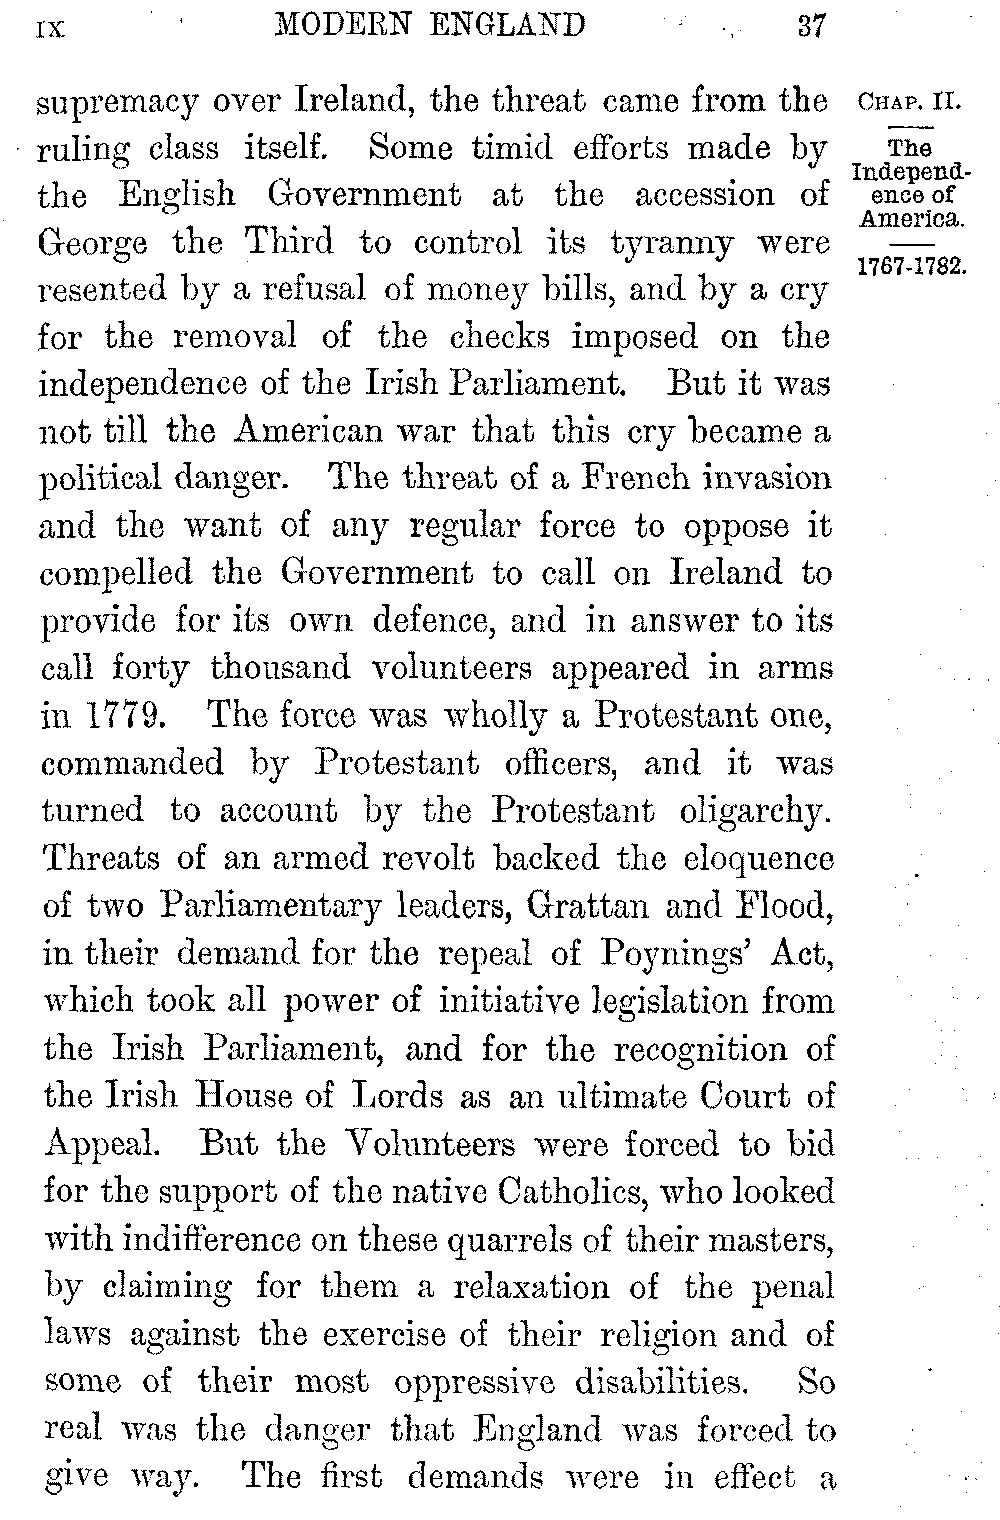 IX MODERN ENGLAND 37
supremacy over Ireland, the threat came from the
ruling class itself. Some timid efforts made by
the English Government at the accession of
George the Third to control its tyranny were
resented by a refusal of money bills, and by a cry
for the removal of the checks imposed on the
independence of the Irish Parliament. But it was
not till the American war that this cry became a
political danger. The threat of a French invasion
and the want of any regular force to oppose it
compelled the Government to call on Ireland to
provide for its own defence, and in answer to its
call forty thousand volunteers appeared in arms
in 1779. The force was wholly a Protestant one,
commanded by Protestant officers, and it was
turned to account by the Protestant oligarchy.
Threats of an armed revolt backed the eloquence
of two Parliamentary leaders, Grattan and Flood,
in their demand for the repeal of Poynings' Act,
which took all power of initiative legislation from
the Irish Parliament, and for the recognition of
the Irish House of Lords as an ultimate Court of
Appeal. But the Volunteers were forced to bid
for the support of the native Catholics, who looked
with indifference on these quarrels of their masters,
by claiming for them a relaxation of the penal
laws against the exercise of their religion and of
some of their most oppressive disabilities. So
real was the danger that England was forced to
give way. The first demands were in effect a
CHAP. II.
The
Independ-
ence of
America.
1767-1782.